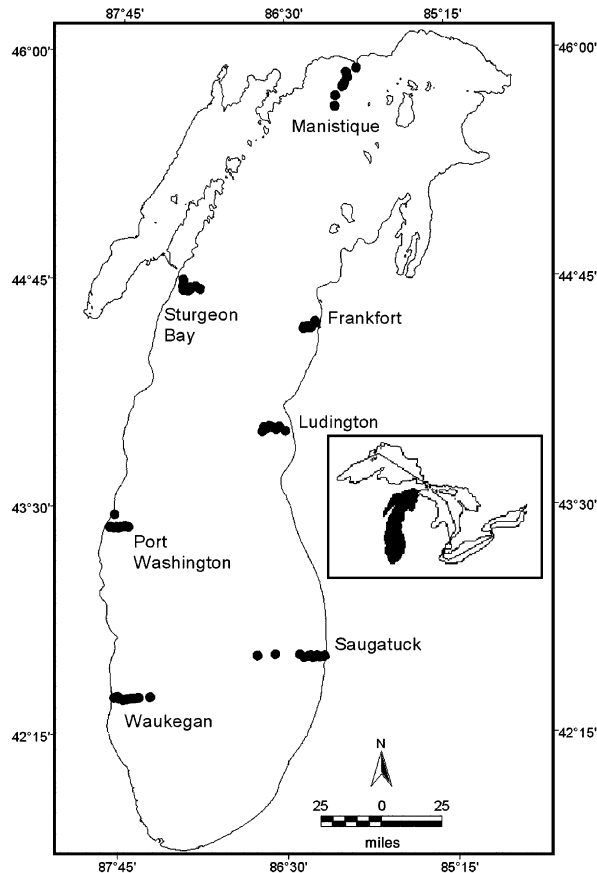 87°45' 86°30' 85°15'
46°00' 46°00'
Manistique
44°45' 44°45'
Sturgeon
Bay
Frankfort
Ludington
43°30' 43°30'
Port
Washington
Saugatuck
Waukegan
42°15' 42°15'
N
25 0 25
miles
87°45' 86°30' 85°15'